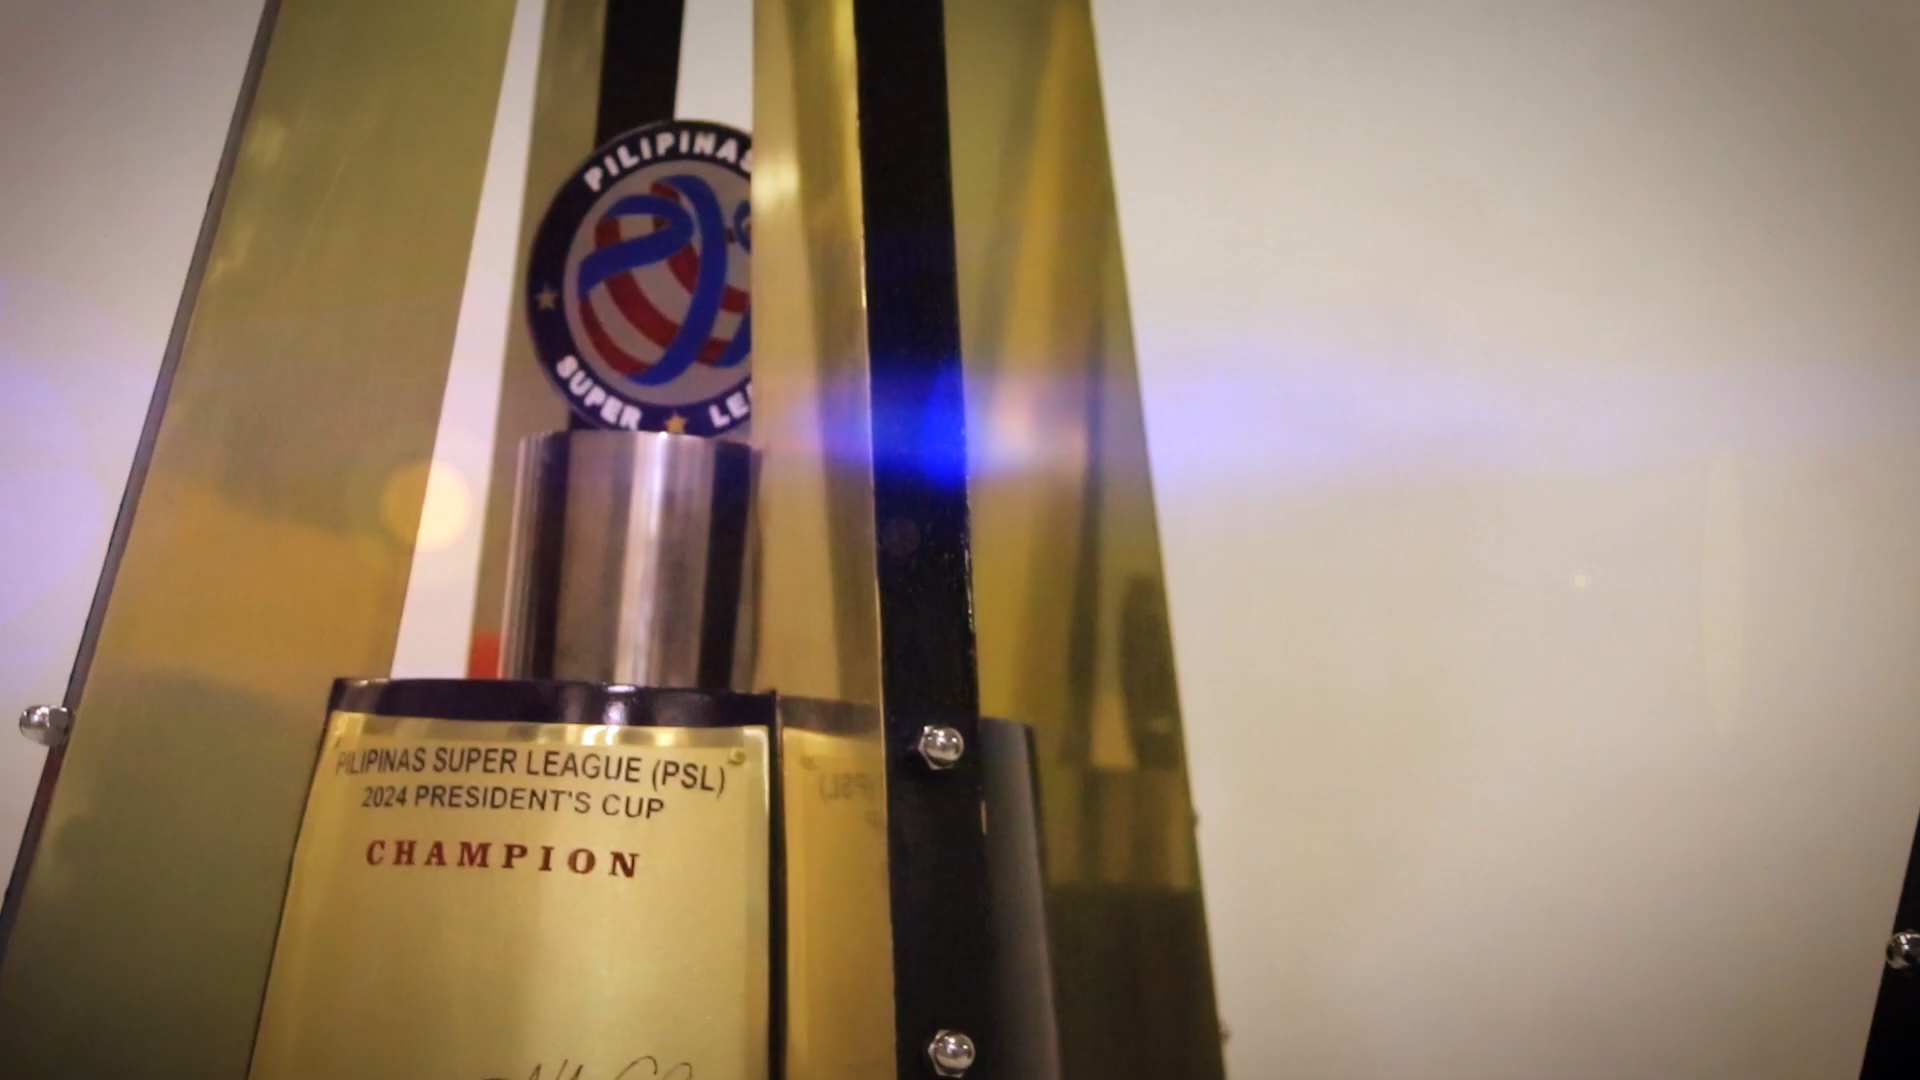 PILIPINAS
SUPER
PILIPINAS SUPER LEAGUE (PSL)
2024 PRESIDENT'S CUP
CHAMPION